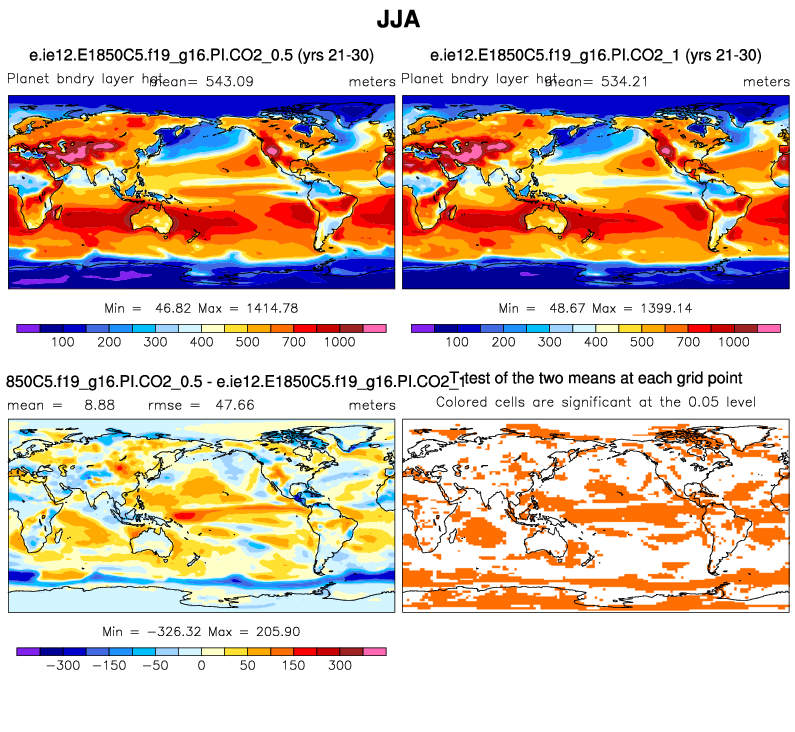 JJA
e.ie12.E1850C5.f19_g16.PI.CO2_0.5 (yrs 21-30)
e.ie12.E1850C5.f19_g16.PI.CO2_1 (yrs 21-30)
Planet bndry layer hgt mean= 543.09 meters
Planet bndry layer hgt mean= 534.21 meters
Min = 46.82 Max = 1414.78
Min = 48.67 Max = 1399.14
100 200 300 400 500 700 1000
100 200 300 400 500 700 1000
850C5.f19_g16.PI.CO2_0.5 - e.ie12.E1850C5.f19_g16.PI.CO2_1
T-test of the two means at each grid point
mean = 8.88 rmse = 47.66 meters
Colored cells are significant at the 0.05 level
Min = -326.32 Max = 205.90
-300 -150 -50 0 50 150 300